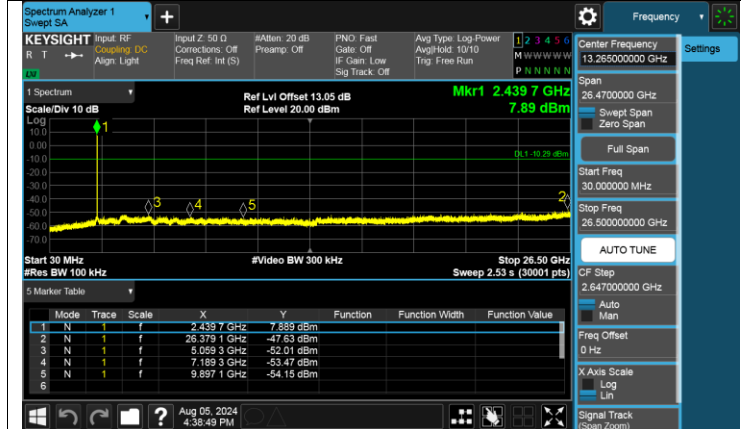 Spectrum Analyzer 1
Swept SA
Frequency
KEYSIGHT
R T
LW
Input: RF
Coupling: DC
Align: Light
Input Z: 50 Ω
Corrections: Off
Freq Ref: Int (S)
#Atten: 20 dB
Preamp: Off
PNO: Fast
Gate: Off
IF Gain: Low
Sig Track: Off
Avg Type: Log-Power
Avg|Hold: 10/10
Trig: Free Run
1 2 3 4 5 6
M W W W W W
P N N N N N
1 Spectrum
Scale/Div 10 dB
Ref Lvl Offset 13.05 dB
Ref Level 20.00 dBm
Mkr1 2.439 7 GHz
7.89 dBm
Log
10.0
0.00
-10.0
-20.0
-30.0
-40.0
-50.0
-60.0
-70.0
1
3
4
5
2
DL1 -10.29 dBm
Start 30 MHz
#Res BW 100 kHz
#Video BW 300 kHz
Stop 26.50 GHz
Sweep 2.53 s (30001 pts)
5 Marker Table
Mode Trace Scale X Y Function Function Width Function Value
1 N 1 f 2.439 7 GHz 7.889 dBm
2 N 1 f 26.379 1 GHz -47.63 dBm
3 N 1 f 5.059 3 GHz -52.01 dBm
4 N 1 f 7.189 3 GHz -53.47 dBm
5 N 1 f 9.897 1 GHz -54.15 dBm
6
?
Aug 05, 2024
4:38:49 PM
Center Frequency
13.265000000 GHz
Span
26.4700000 GHz
Swept Span
Zero Span
Full Span
Start Freq
30.000000 MHz
Stop Freq
26.500000000 GHz
AUTO TUNE
CF Step
2.647000000 GHz
Auto
Man
Freq Offset
0 Hz
X Axis Scale
Log
Lin
Signal Track
(Span Zoom)
Settings